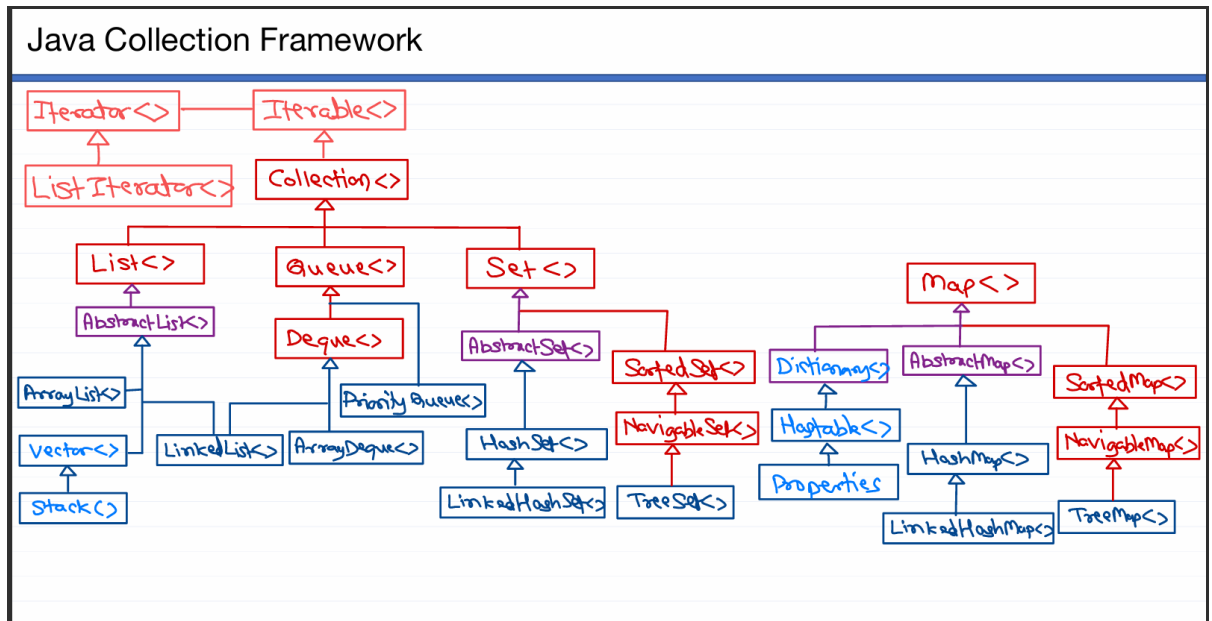 Java Collection Framework
Iterator<>
Iterable<>
ListIterator<>
Collection<>
List<>
Queue<>
Set<>
Map<>
AbstractList<>
Deque<>
AbstractSet<>
SortedSet<>
Dictionary<>
AbstractMap<>
SortedMap<>
ArrayList<>
PriorityQueue<>
NavigableSet<>
Hastable<>
NavigableMap<>
Vector<>
LinkedList<>
ArrayDeque<>
HashSet<>
HashMap<>
Properties
Stack<>
LinkedHashSet<>
TreeSet<>
LinkedHashMap<>
TreeMap<>